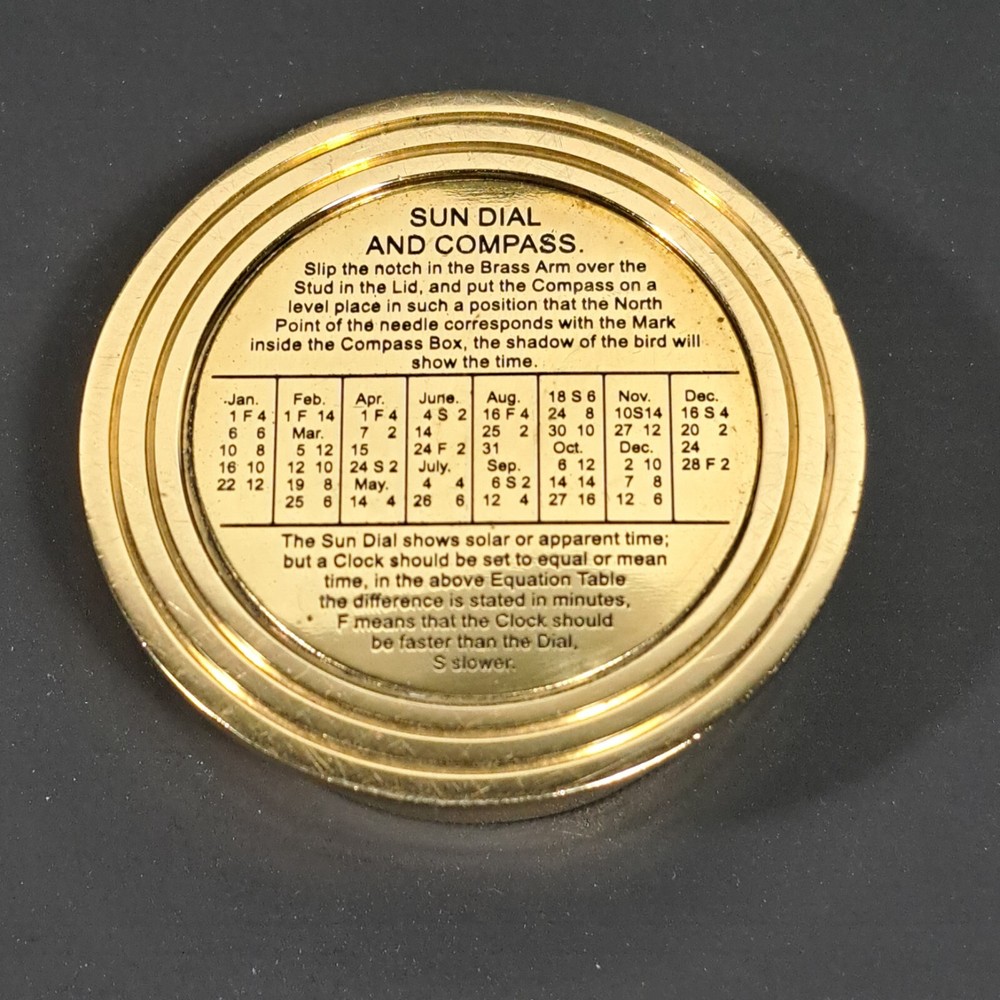 SUN DIAL
AND COMPASS.
Slip the notch in the Brass Arm over the
Stud in the Lid, and put the Compass on a
level place in such a position that the North
Point of the needle corresponds with the Mark
inside the Compass Box, the shadow of the bird will
show the time.
Jan.
1 F 4
6 6
10 8
16 10
22 12
Feb.
1 F 14
Mar.
5 12
12 10
19 8
25 6
Apr.
1 F 4
7 2
15
24 S 2
May.
14 4
June.
4 S 2
14
24 F 2
July.
4 4
26 6
Aug.
16 F 4
25 2
31
Sep.
6 S 2
12 4
18 S 6
24 8
30 10
Oct.
6 12
14 14
27 16
Nov.
10S14
27 12
Dec.
2 10
7 8
12 6
Dec.
16 S 4
20 2
24
28 F 2
The Sun Dial shows solar or apparent time;
but a Clock should be set to equal or mean
time, in the above Equation Table
the difference is stated in minutes,
F means that the Clock should
be faster than the Dial,
S slower.